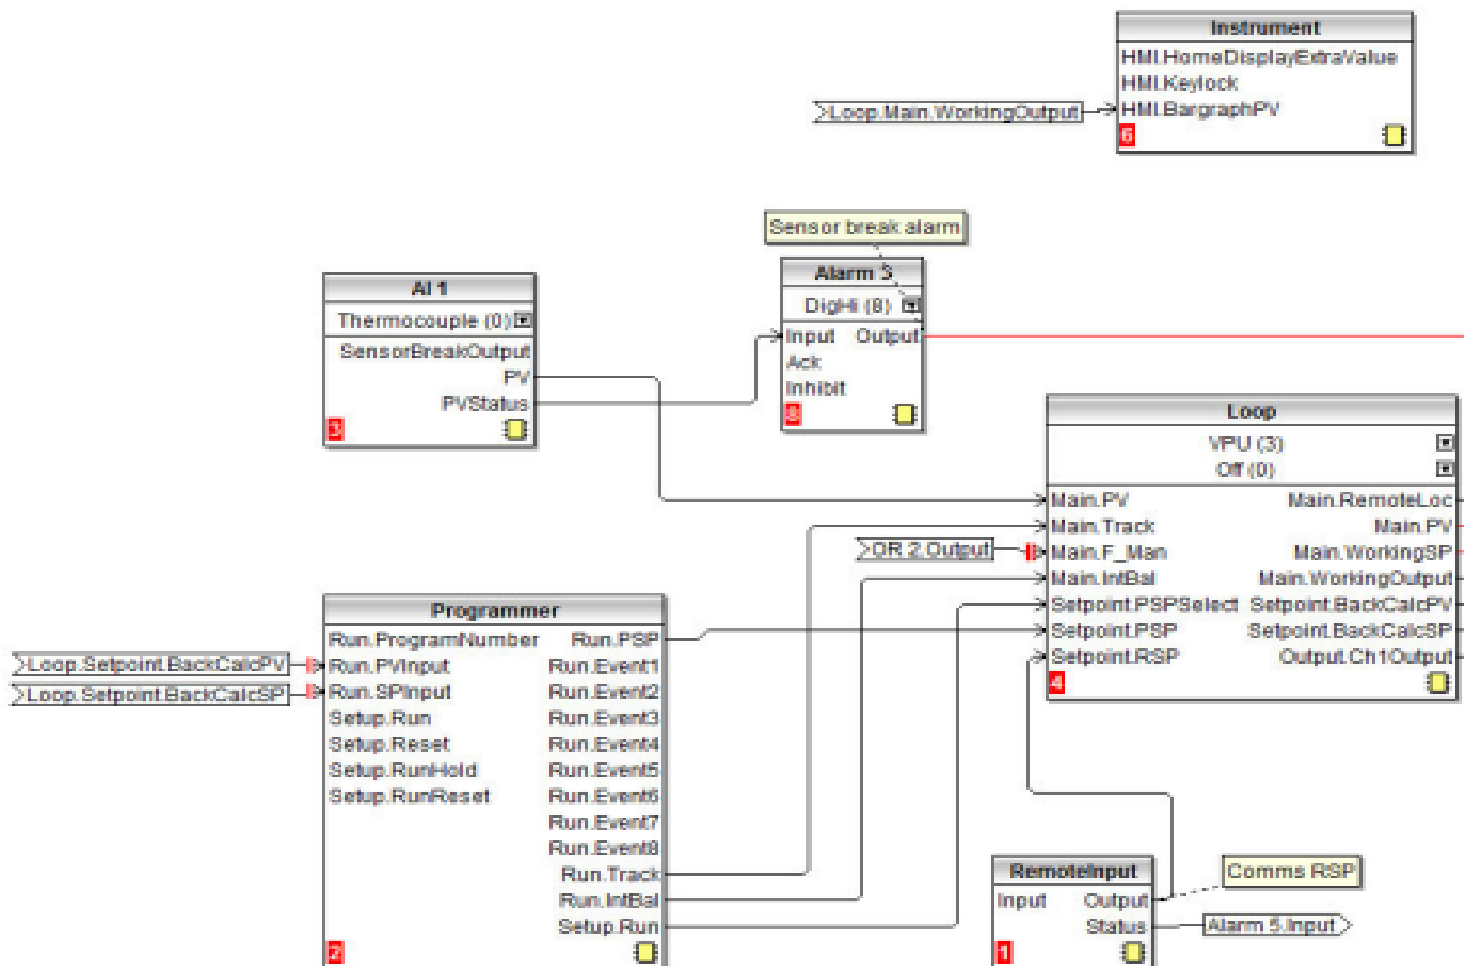 Instrument
HMI.HomeDisplayExtraValue
HMI.Keylock
Loop.Main.WorkingOutput
HMI.BargraphPV
6
Sensor break alarm
AI 1
Thermocouple (0)
SensorBreakOutput
PV
PVStatus
3
Alarm 3
DigHi (8)
Input Output
Ack
Inhibit
8
Loop
VPU (3)
Off (0)
Main.PV Main.RemoteLoc
Main.Track Main.PV
OR 2.Output
Main.F_Man Main.WorkingSP
Main.IntBal Main.WorkingOutput
Setpoint.PSPSelect Setpoint.BackCalcPV
Setpoint.PSP Setpoint.BackCalcSP
Setpoint.RSP Output.Ch1Output
4
Programmer
Run.ProgramNumber Run.PSP
Loop.Setpoint.BackCalcPV
Run.PVInput Run.Event1
Loop.Setpoint.BackCalcSP
Run.SPInput Run.Event2
Setup.Run Run.Event3
Setup.Reset Run.Event4
Setup.RunHold Run.Event5
Setup.RunReset Run.Event6
Run.Event7
Run.Event8
Run.Track
Run.IntBal
Setup.Run
2
RemoteInput
Input Output
Status
1
Comms RSP
Alarm 5.Input